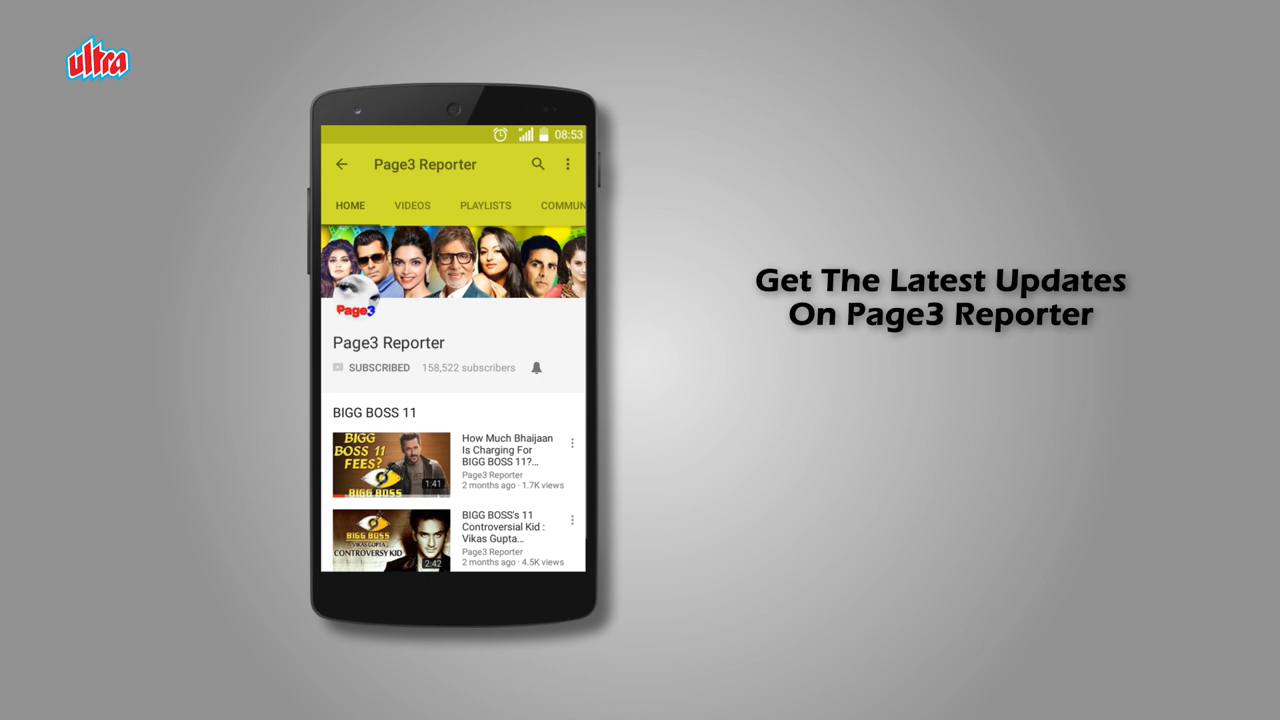 ultra
08:53
Page3 Reporter
HOME VIDEOS PLAYLISTS COMMUN
Page3
Page3 Reporter
SUBSCRIBED 158,522 subscribers
BIGG BOSS 11
BIGG
BOSS 11
FEES?
BIGG BOSS
1:41
How Much Bhaijaan
Is Charging For
BIGG BOSS 11?...
Page3 Reporter
2 months ago · 1.7K views
BIGG BOSS
VIKAS GUPTA
CONTROVERSY KID
2:42
BIGG BOSS's 11
Controversial Kid :
Vikas Gupta...
Page3 Reporter
2 months ago · 4.5K views
Get The Latest Updates
On Page3 Reporter